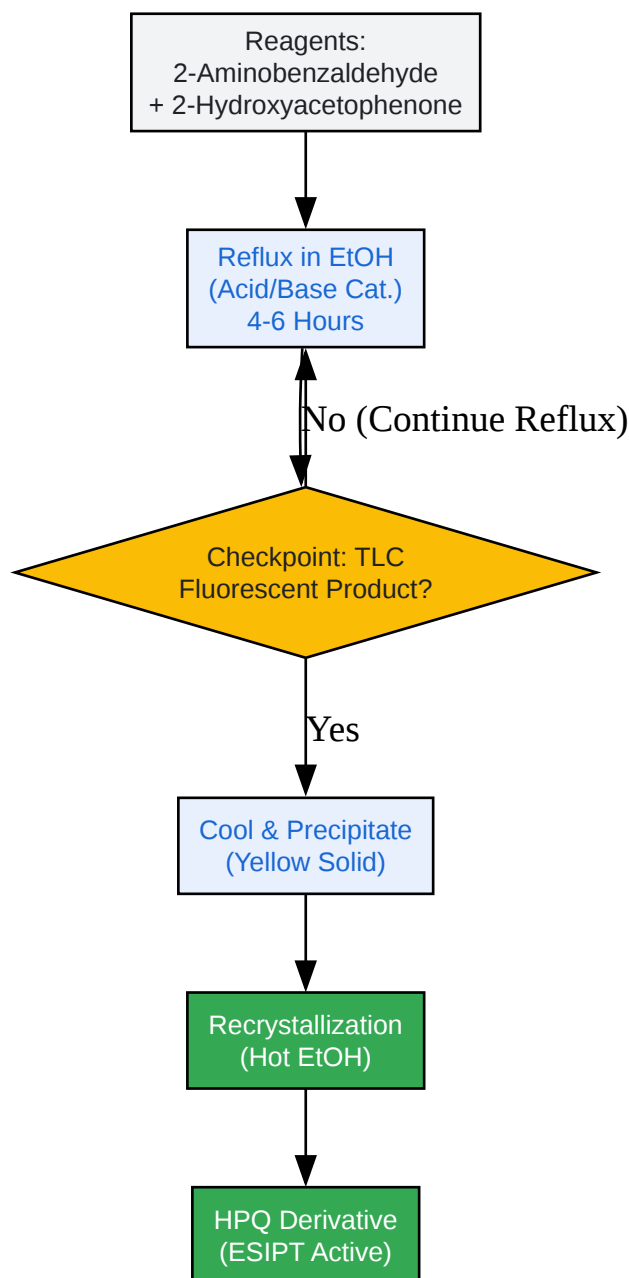 Reagents:
2-Aminobenzaldehyde
+ 2-Hydroxyacetophenone
Reflux in EtOH
(Acid/Base Cat.)
4-6 Hours
No (Continue Reflux)
Checkpoint: TLC
Fluorescent Product?
Yes
Cool & Precipitate
(Yellow Solid)
Recrystallization
(Hot EtOH)
HPQ Derivative
(ESIPT Active)